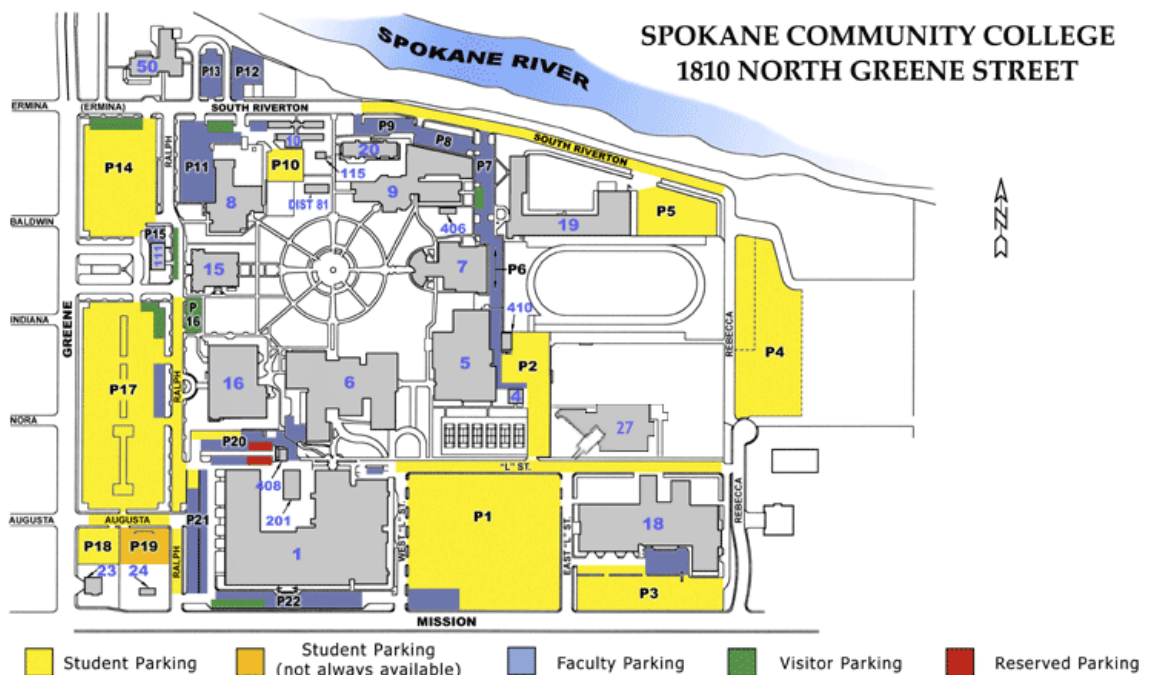 SPOKANE COMMUNITY COLLEGE
1810 NORTH GREENE STREET
SPOKANE RIVER
50
P13
P12
ERMINA
(ERMINA)
SOUTH RIVERTON
P9
P8
P7
SOUTH RIVERTON
P14
RALPH
P11
10
P10
20
115
9
8
DIST 81
406
19
P5
N
BALDWIN
P15
111
15
7
P6
410
GREENE
INDIANA
P
16
REBECCA
P17
RALPH
16
6
5
P2
4
P4
27
NORA
P20
408
"L" ST.
201
P21
WEST "L" ST.
P1
EAST "L" ST.
18
REBECCA
AUGUSTA
AUGUSTA
P18
P19
RALPH
1
23
24
P22
P3
MISSION
Student Parking
Student Parking
(not always available)
Faculty Parking
Visitor Parking
Reserved Parking